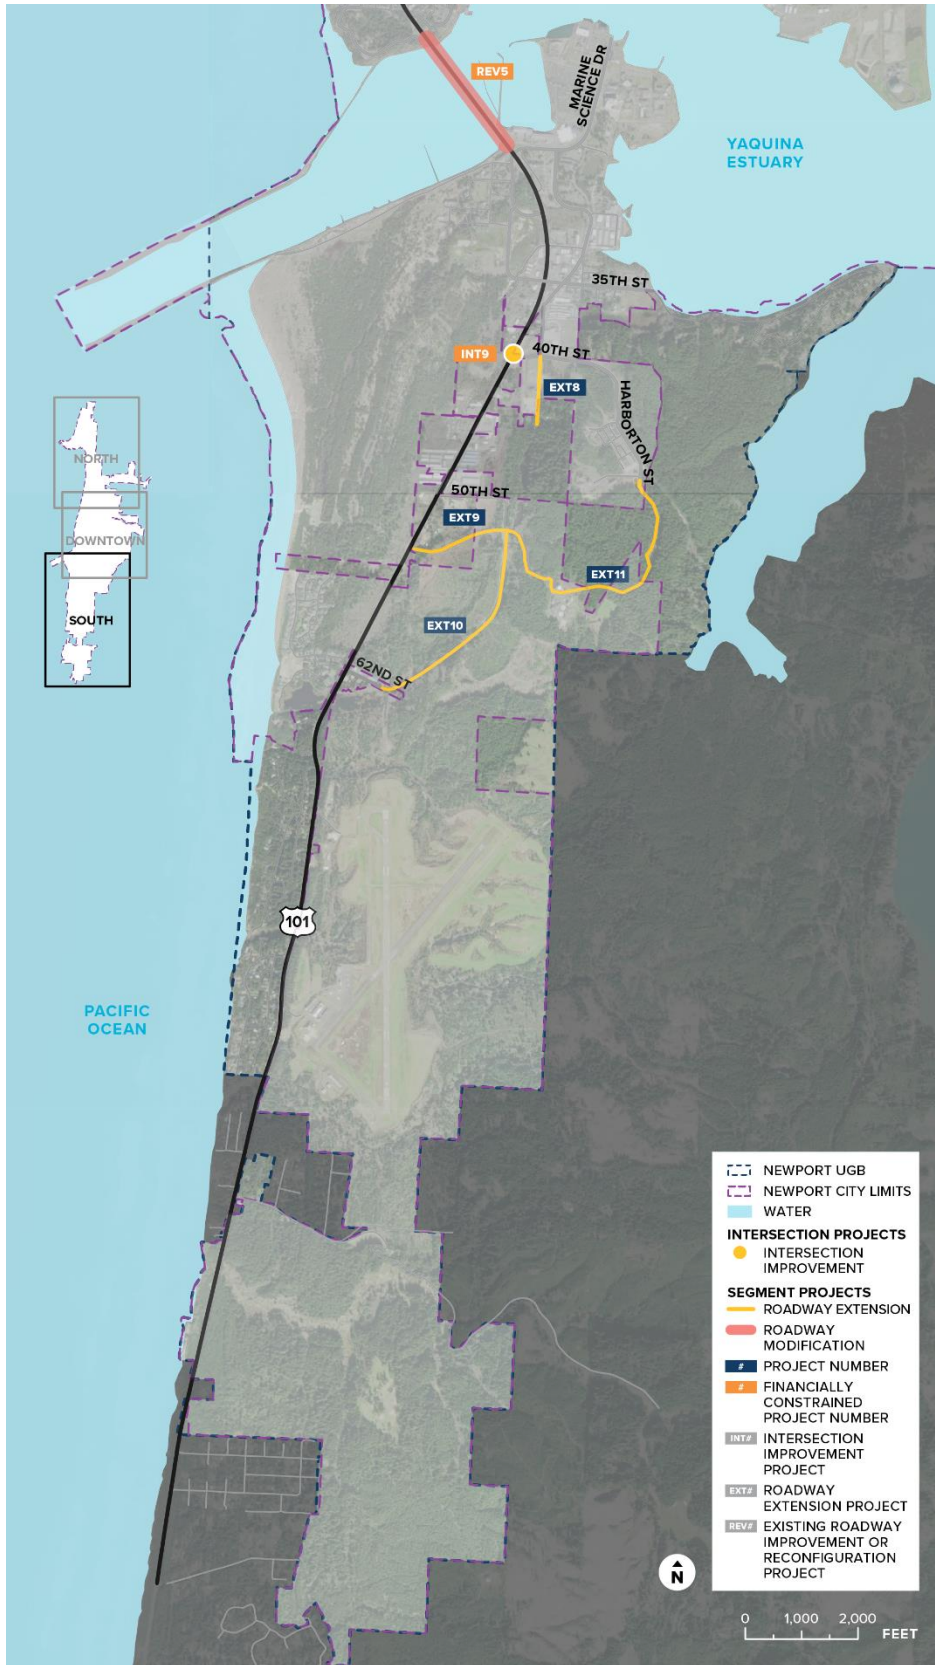 REV5
MARINE
SCIENCE DR
YAQUINA
ESTUARY
35TH ST
INT9
40TH ST
EXT8
HARBORTON ST
NORTH
50TH ST
EXT9
DOWNTOWN
EXT11
SOUTH
EXT10
62ND ST
101
PACIFIC
OCEAN
NEWPORT UGB
NEWPORT CITY LIMITS
WATER
INTERSECTION PROJECTS
INTERSECTION
IMPROVEMENT
SEGMENT PROJECTS
ROADWAY EXTENSION
ROADWAY
MODIFICATION
# PROJECT NUMBER
# FINANCIALLY
CONSTRAINED
PROJECT NUMBER
INT# INTERSECTION
IMPROVEMENT
PROJECT
EXT# ROADWAY
EXTENSION PROJECT
REV# EXISTING ROADWAY
IMPROVEMENT OR
RECONFIGURATION
PROJECT
N
0 1,000 2,000
FEET